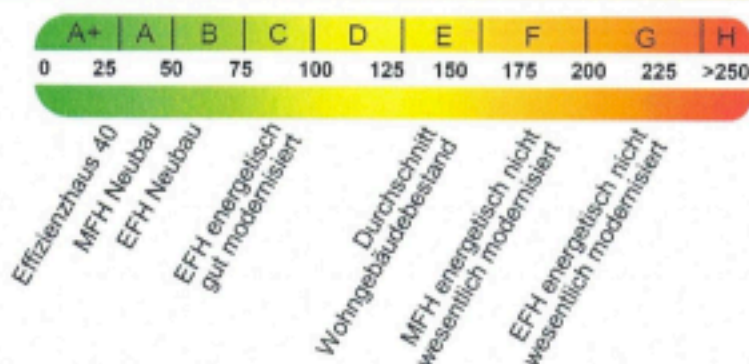 A+ A B C D E F G H
0 25 50 75 100 125 150 175 200 225 >250
Effizienzhaus 40
MFH Neubau
EFH Neubau
EFH energetisch
gut modernisiert
Durchschnitt
Wohngebäudebestand
MFH energetisch nicht
wesentlich modernisiert
EFH energetisch nicht
wesentlich modernisiert